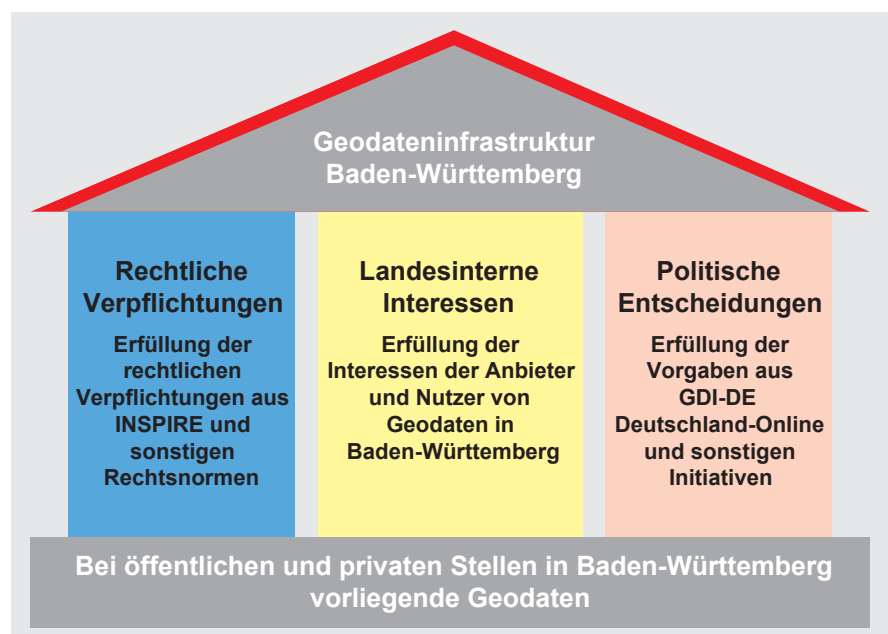 Geodateninfrastruktur
Baden-Württemberg
Rechtliche
Verpflichtungen
Erfüllung der
rechtlichen
Verpflichtungen aus
INSPIRE und
sonstigen
Rechtsnormen
Landesinterne
Interessen
Erfüllung der
Interessen der Anbieter
und Nutzer von
Geodaten in
Baden-Württemberg
Politische
Entscheidungen
Erfüllung der
Vorgaben aus
GDI-DE
Deutschland-Online
und sonstigen
Initiativen
Bei öffentlichen und privaten Stellen in Baden-Württemberg
vorliegende Geodaten